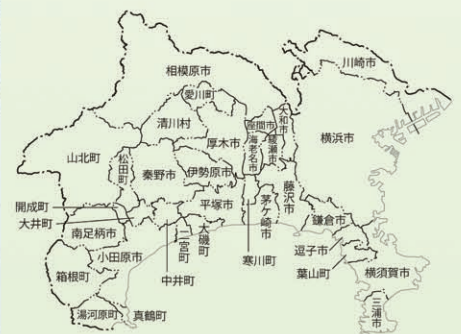 川崎市
相模原市
愛川町
大和市
座間市
綾瀬市
海老名市
横浜市
清川村
厚木市
山北町
松田町
秦野市
伊勢原市
藤沢市
茅ヶ崎市
平塚市
開成町
大井町
南足柄市
鎌倉市
大磯町
二宮町
小田原市
寒川町
逗子市
葉山町
中井町
箱根町
横須賀市
三浦市
湯河原町
真鶴町